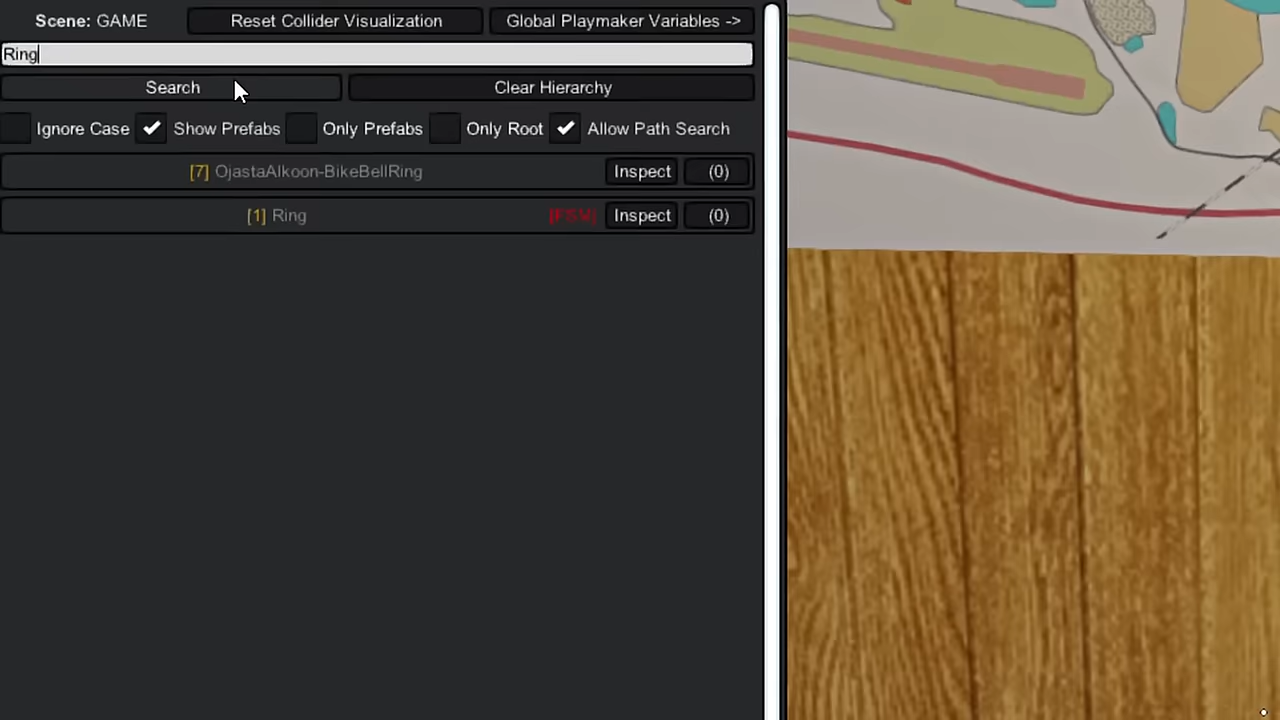 Scene: GAME Reset Collider Visualization Global Playmaker Variables ->
Ring
Search Clear Hierarchy
Ignore Case Show Prefabs Only Prefabs Only Root Allow Path Search
[7] OjastaAlkoon-BikeBellRing Inspect (0)
[1] Ring [FSM] Inspect (0)